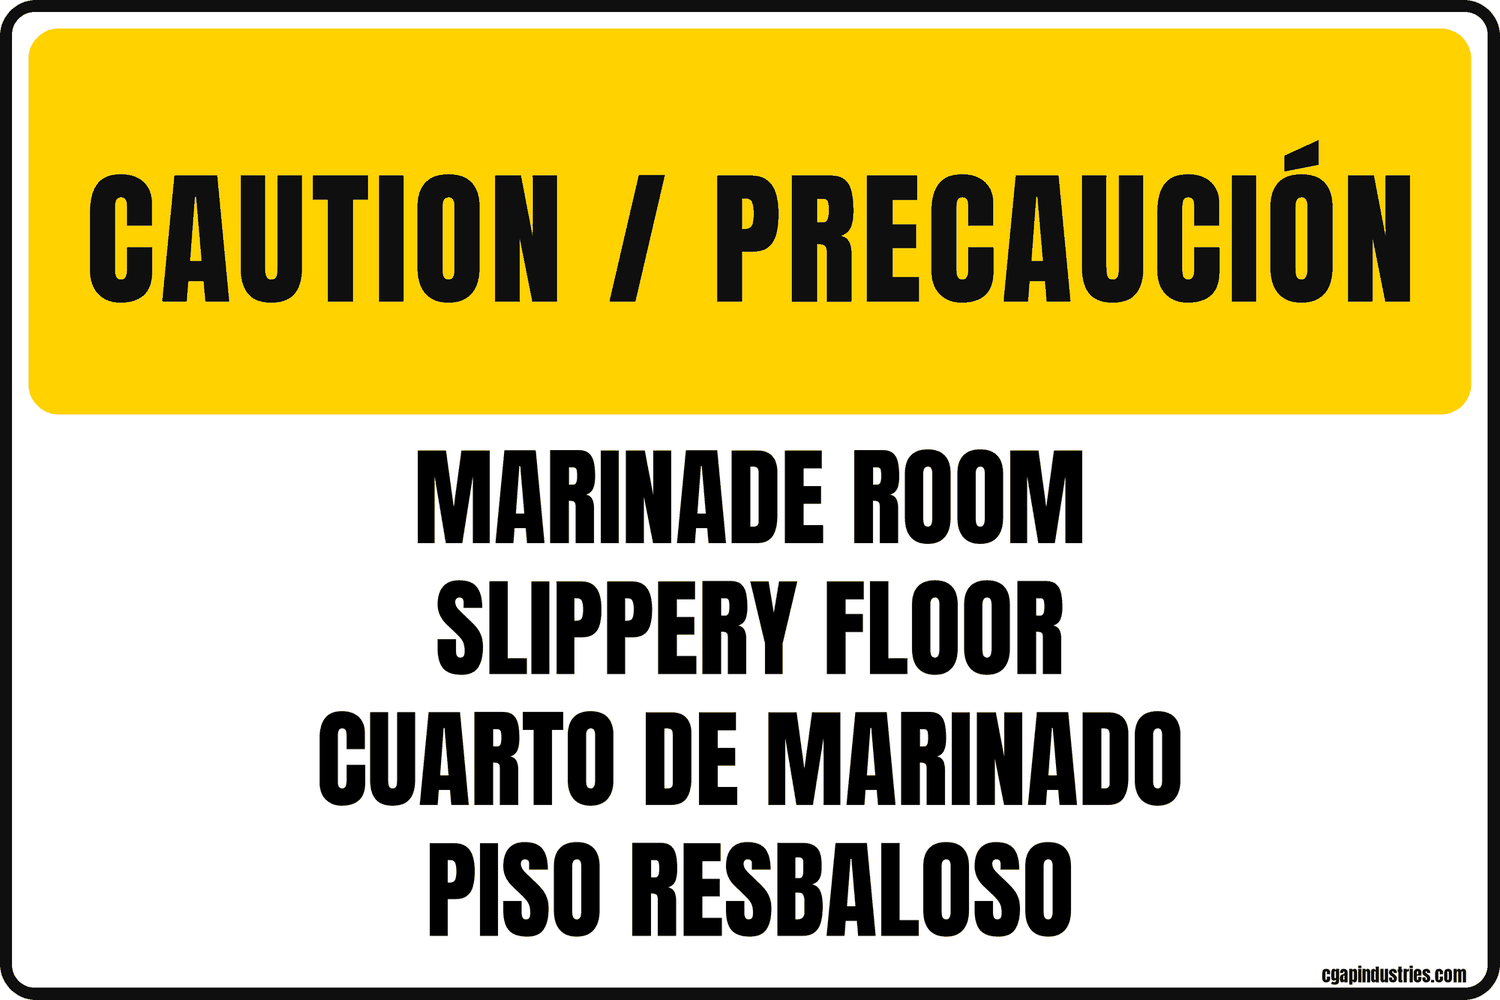 CAUTION / PRECAUCIÓN
MARINADE ROOM
SLIPPERY FLOOR
CUARTO DE MARINADO
PISO RESBALOSO
cgapindustries.com